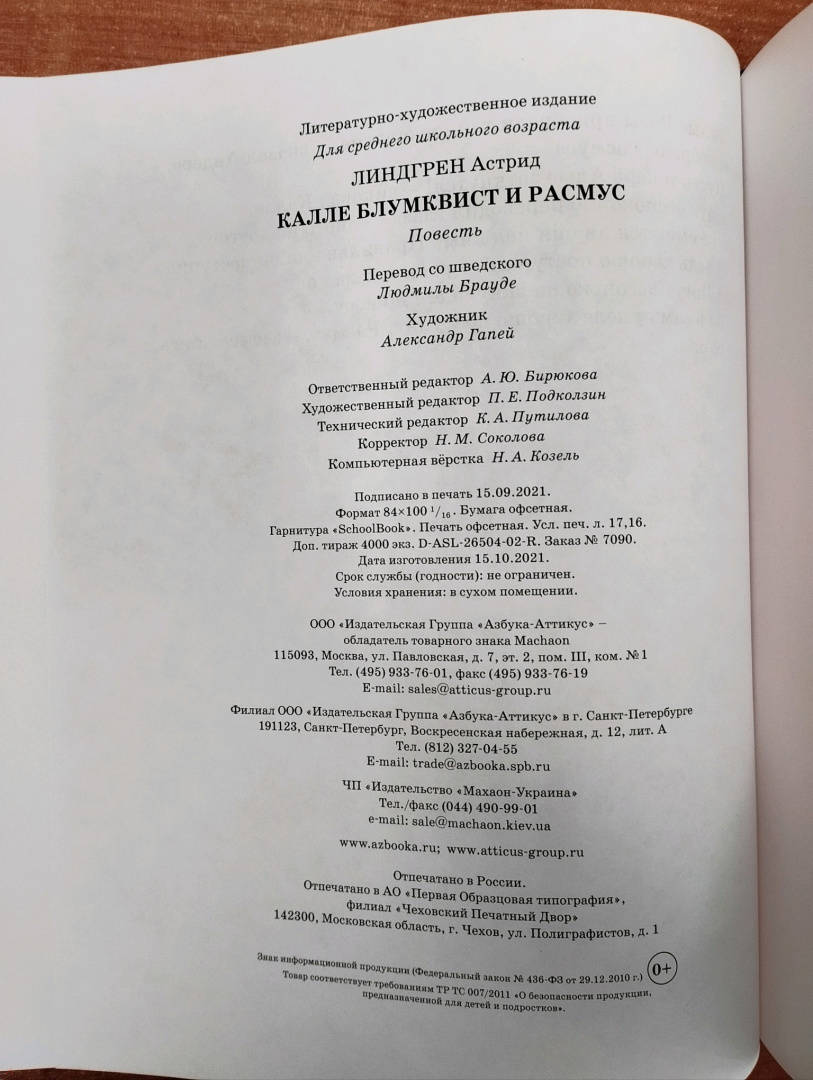 Литературно-художественное издание
Для среднего школьного возраста
ЛИНДГРЕН Астрид
КАЛЛЕ БЛУМКВИСТ И РАСМУС
Повесть
Перевод со шведского
Людмилы Брауде
Художник
Александр Гапей
Ответственный редактор А. Ю. Бирюкова
Художественный редактор П. Е. Подколзин
Технический редактор К. А. Путилова
Корректор Н. М. Соколова
Компьютерная вёрстка Н. А. Козель
Подписано в печать 15.09.2021.
Формат 84×100 1/16. Бумага офсетная.
Гарнитура «SchoolBook». Печать офсетная. Усл. печ. л. 17,16.
Доп. тираж 4000 экз. D-ASL-26504-02-R. Заказ № 7090.
Дата изготовления 15.10.2021.
Срок службы (годности): не ограничен.
Условия хранения: в сухом помещении.
ООО «Издательская Группа «Азбука-Аттикус» –
обладатель товарного знака Machaon
115093, Москва, ул. Павловская, д. 7, эт. 2, пом. III, ком. №1
Тел. (495) 933-76-01, факс (495) 933-76-19
E-mail: sales@atticus-group.ru
Филиал ООО «Издательская Группа «Азбука-Аттикус» в г. Санкт-Петербурге
191123, Санкт-Петербург, Воскресенская набережная, д. 12, лит. А
Тел. (812) 327-04-55
E-mail: trade@azbooka.spb.ru
ЧП «Издательство «Махаон-Украина»
Тел./факс (044) 490-99-01
e-mail: sale@machaon.kiev.ua
www.azbooka.ru; www.atticus-group.ru
Отпечатано в России.
Отпечатано в АО «Первая Образцовая типография»,
филиал «Чеховский Печатный Двор»
142300, Московская область, г. Чехов, ул. Полиграфистов, д. 1
Знак информационной продукции (Федеральный закон № 436-ФЗ от 29.12.2010 г.) 0+
Товар соответствует требованиям ТР ТС 007/2011 «О безопасности продукции,
предназначенной для детей и подростков».